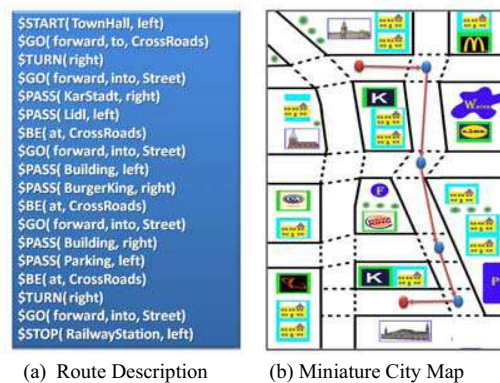 $START( TownHall, left)
$GO( forward, to, CrossRoads)
$TURN( right)
$GO( forward, into, Street)
$PASS( KarStadt, right)
$PASS( Lidl, left)
$BE( at, CrossRoads)
$GO( forward, into, Street)
$PASS( Building, left)
$PASS( BurgerKing, right)
$BE( at, CrossRoads)
$GO( forward, into, Street)
$PASS( Building, right)
$PASS( Parking, left)
$BE( at, CrossRoads)
$TURN( right)
$GO( forward, into, Street)
$STOP( RailwayStation, left)
K
F
K
P
(a) Route Description
(b) Miniature City Map